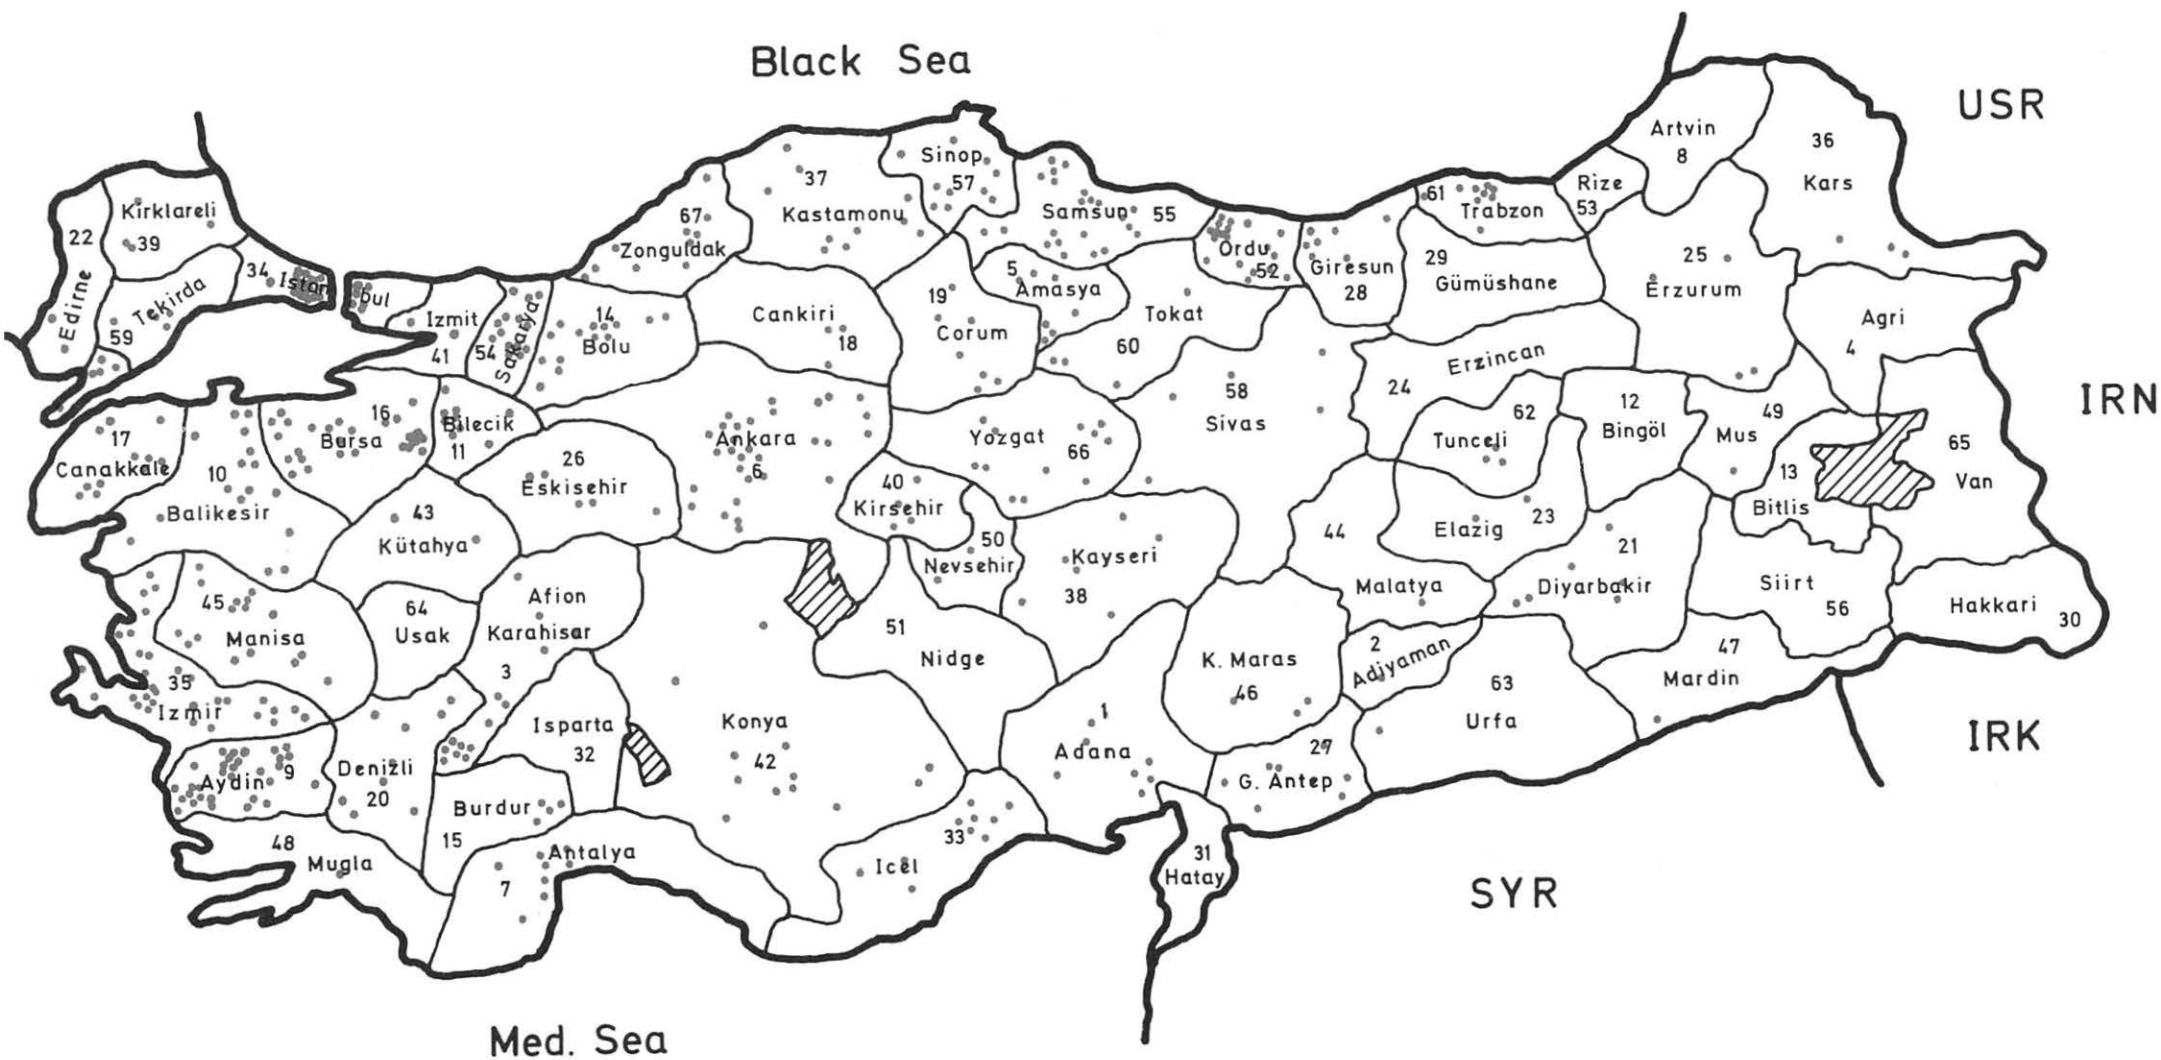 Black Sea
USR
Artvin
8
36
Kars
Sinop
57
37
Kastamonu
Rize
53
61
Trabzon
Kirklareli
39
22
Edirne
67
Zonguldak
Samsun 55
Ordu
52
Giresun
28
29
Gümüshane
25
Erzurum
34 Istan
bul
59
Tekirda
Izmit
41
54
Sakarya
14
Bolu
Cankiri
18
19
Corum
5
Amasya
Tokat
60
Agri
4
Erzincan
24
58
Sivas
IRN
17
Canakkale
10
Balikesir
16
Bursa
Bilecik
11
26
Eskisehir
Ankara
6
Yozgat
66
62
Tunceli
12
Bingöl
49
Mus
13
Bitlis
65
Van
43
Kütahya
40
Kirsehir
50
Nevsehir
Kayseri
38
44
Malatya
Elazig 23
21
Diyarbakir
Siirt
56
Hakkari
30
45
Manisa
64
Usak
Afion
Karahisar
3
51
Nidge
K. Maras
46
2
Adjyaman
63
Urfa
47
Mardin
35
Izmir
Isparta
32
Konya
42
1
Adana
27
G. Antep
IRK
Aydin 9
Denizli
20
Burdur
15
33
Icel
48
Mugla
Antalya
7
31
Hatay
SYR
Med. Sea